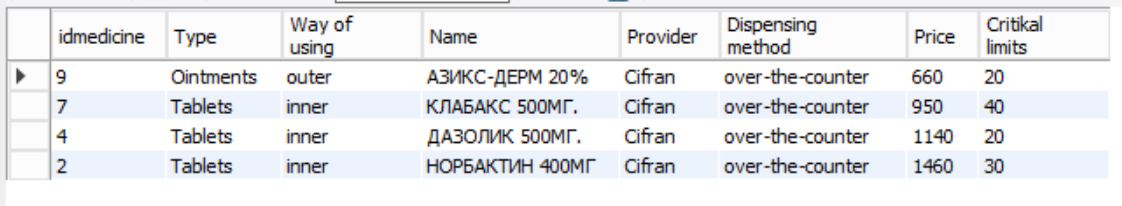 idmedicine Type Way of using Name Provider Dispensing method Price Critikal limits
9 Ointments outer АЗИКС-ДЕРМ 20% Cifran over-the-counter 660 20
7 Tablets inner КЛАБАКС 500МГ. Cifran over-the-counter 950 40
4 Tablets inner ДАЗОЛИК 500МГ. Cifran over-the-counter 1140 20
2 Tablets inner НОРБАКТИН 400МГ Cifran over-the-counter 1460 30